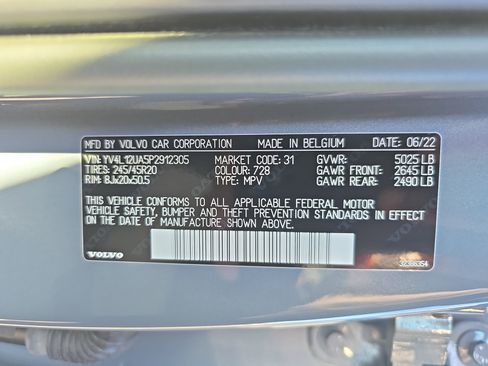 MFD BY VOLVO CAR CORPORATION MADE IN BELGIUM DATE: 06/22
VIN: YV4L12UA5P2912305 MARKET CODE: 31 GVWR: 5025 LB
TIRES: 245/45R20 COLOUR: 728 GAWR FRONT: 2645 LB
RIM: 8Jx20x50.5 TYPE: MPV GAWR REAR: 2490 LB
THIS VEHICLE CONFORMS TO ALL APPLICABLE FEDERAL MOTOR
VEHICLE SAFETY, BUMPER AND THEFT PREVENTION STANDARDS IN EFFECT
ON THE DATE OF MANUFACTURE SHOWN ABOVE.
VOLVO